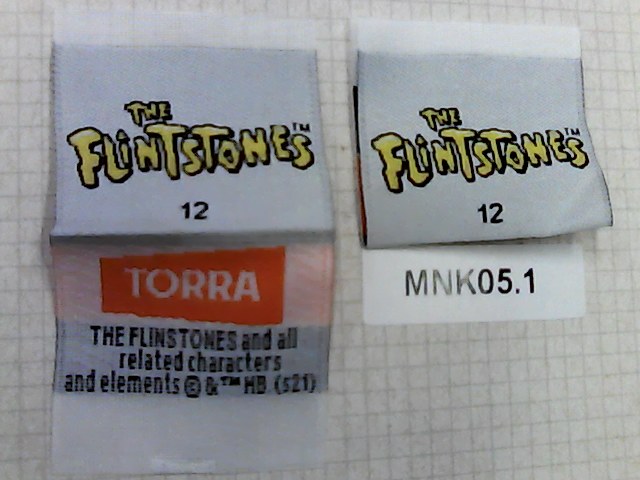 THE
FLiNTSTONES™
12
TORRA
THE FLINSTONES and all
related characters
and elements © & ™ HB (s21)
THE
FLiNTSTONES™
12
MNK05.1